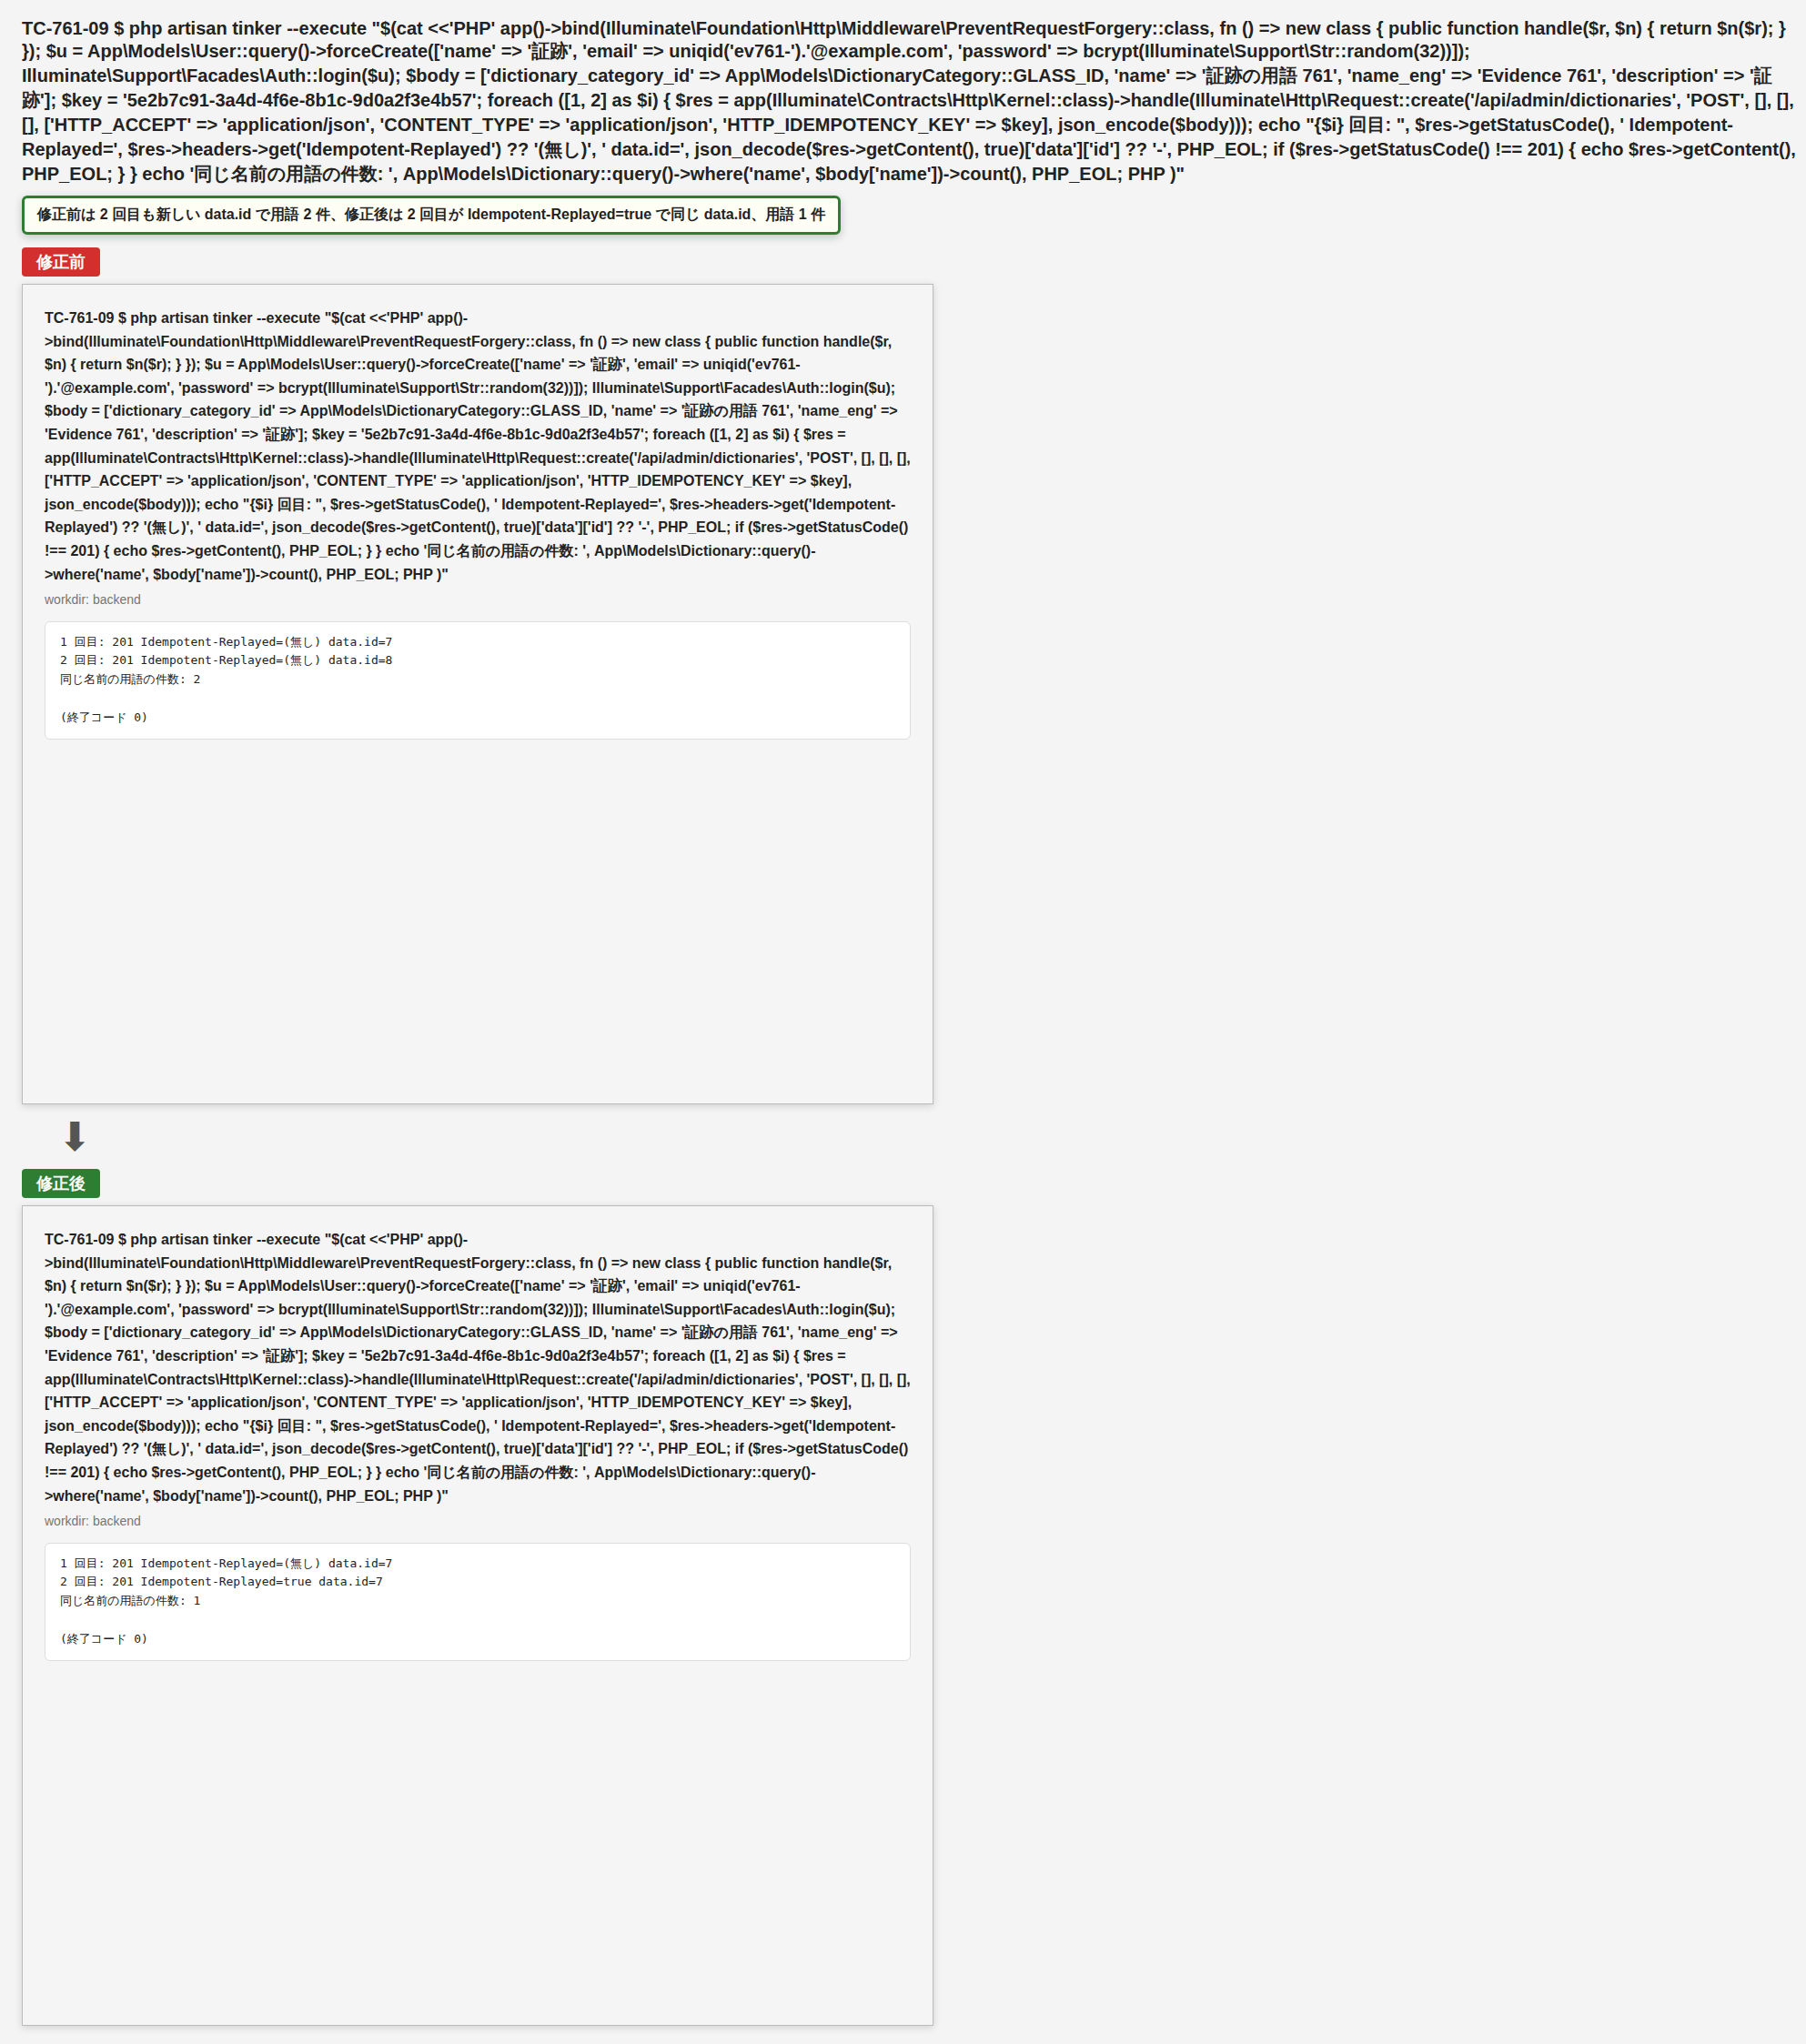 TC-761-09 $ php artisan tinker --execute "$(cat <<'PHP' app()->bind(Illuminate\Foundation\Http\Middleware\PreventRequestForgery::class, fn () => new class { public function handle($r, $n) { return $n($r); }
}); $u = App\Models\User::query()->forceCreate(['name' => '証跡', 'email' => uniqid('ev761-').'@example.com', 'password' => bcrypt(Illuminate\Support\Str::random(32))]);
Illuminate\Support\Facades\Auth::login($u); $body = ['dictionary_category_id' => App\Models\DictionaryCategory::GLASS_ID, 'name' => '証跡の用語 761', 'name_eng' => 'Evidence 761', 'description' => '証
跡']; $key = '5e2b7c91-3a4d-4f6e-8b1c-9d0a2f3e4b57'; foreach ([1, 2] as $i) { $res = app(Illuminate\Contracts\Http\Kernel::class)->handle(Illuminate\Http\Request::create('/api/admin/dictionaries', 'POST', [], [],
[], ['HTTP_ACCEPT' => 'application/json', 'CONTENT_TYPE' => 'application/json', 'HTTP_IDEMPOTENCY_KEY' => $key], json_encode($body))); echo "{$i} 回目: ", $res->getStatusCode(), ' Idempotent-
Replayed=', $res->headers->get('Idempotent-Replayed') ?? '(無し)', ' data.id=', json_decode($res->getContent(), true)['data']['id'] ?? '-', PHP_EOL; if ($res->getStatusCode() !== 201) { echo $res->getContent(),
PHP_EOL; } } echo '同じ名前の用語の件数: ', App\Models\Dictionary::query()->where('name', $body['name'])->count(), PHP_EOL; PHP )"
修正前は 2 回目も新しい data.id で用語 2 件、修正後は 2 回目が Idempotent-Replayed=true で同じ data.id、用語 1 件
修正前
TC-761-09 $ php artisan tinker --execute "$(cat <<'PHP' app()-
>bind(Illuminate\Foundation\Http\Middleware\PreventRequestForgery::class, fn () => new class { public function handle($r,
$n) { return $n($r); } }); $u = App\Models\User::query()->forceCreate(['name' => '証跡', 'email' => uniqid('ev761-
').'@example.com', 'password' => bcrypt(Illuminate\Support\Str::random(32))]); Illuminate\Support\Facades\Auth::login($u);
$body = ['dictionary_category_id' => App\Models\DictionaryCategory::GLASS_ID, 'name' => '証跡の用語 761', 'name_eng' =>
'Evidence 761', 'description' => '証跡']; $key = '5e2b7c91-3a4d-4f6e-8b1c-9d0a2f3e4b57'; foreach ([1, 2] as $i) { $res =
app(Illuminate\Contracts\Http\Kernel::class)->handle(Illuminate\Http\Request::create('/api/admin/dictionaries', 'POST', [], [], [],
['HTTP_ACCEPT' => 'application/json', 'CONTENT_TYPE' => 'application/json', 'HTTP_IDEMPOTENCY_KEY' => $key],
json_encode($body))); echo "{$i} 回目: ", $res->getStatusCode(), ' Idempotent-Replayed=', $res->headers->get('Idempotent-
Replayed') ?? '(無し)', ' data.id=', json_decode($res->getContent(), true)['data']['id'] ?? '-', PHP_EOL; if ($res->getStatusCode()
!== 201) { echo $res->getContent(), PHP_EOL; } } echo '同じ名前の用語の件数: ', App\Models\Dictionary::query()-
>where('name', $body['name'])->count(), PHP_EOL; PHP )"
workdir: backend
1 回目: 201 Idempotent-Replayed=(無し) data.id=7
2 回目: 201 Idempotent-Replayed=(無し) data.id=8
同じ名前の用語の件数: 2
(終了コード 0)
⬇
修正後
TC-761-09 $ php artisan tinker --execute "$(cat <<'PHP' app()-
>bind(Illuminate\Foundation\Http\Middleware\PreventRequestForgery::class, fn () => new class { public function handle($r,
$n) { return $n($r); } }); $u = App\Models\User::query()->forceCreate(['name' => '証跡', 'email' => uniqid('ev761-
').'@example.com', 'password' => bcrypt(Illuminate\Support\Str::random(32))]); Illuminate\Support\Facades\Auth::login($u);
$body = ['dictionary_category_id' => App\Models\DictionaryCategory::GLASS_ID, 'name' => '証跡の用語 761', 'name_eng' =>
'Evidence 761', 'description' => '証跡']; $key = '5e2b7c91-3a4d-4f6e-8b1c-9d0a2f3e4b57'; foreach ([1, 2] as $i) { $res =
app(Illuminate\Contracts\Http\Kernel::class)->handle(Illuminate\Http\Request::create('/api/admin/dictionaries', 'POST', [], [], [],
['HTTP_ACCEPT' => 'application/json', 'CONTENT_TYPE' => 'application/json', 'HTTP_IDEMPOTENCY_KEY' => $key],
json_encode($body))); echo "{$i} 回目: ", $res->getStatusCode(), ' Idempotent-Replayed=', $res->headers->get('Idempotent-
Replayed') ?? '(無し)', ' data.id=', json_decode($res->getContent(), true)['data']['id'] ?? '-', PHP_EOL; if ($res->getStatusCode()
!== 201) { echo $res->getContent(), PHP_EOL; } } echo '同じ名前の用語の件数: ', App\Models\Dictionary::query()-
>where('name', $body['name'])->count(), PHP_EOL; PHP )"
workdir: backend
1 回目: 201 Idempotent-Replayed=(無し) data.id=7
2 回目: 201 Idempotent-Replayed=true data.id=7
同じ名前の用語の件数: 1
(終了コード 0)